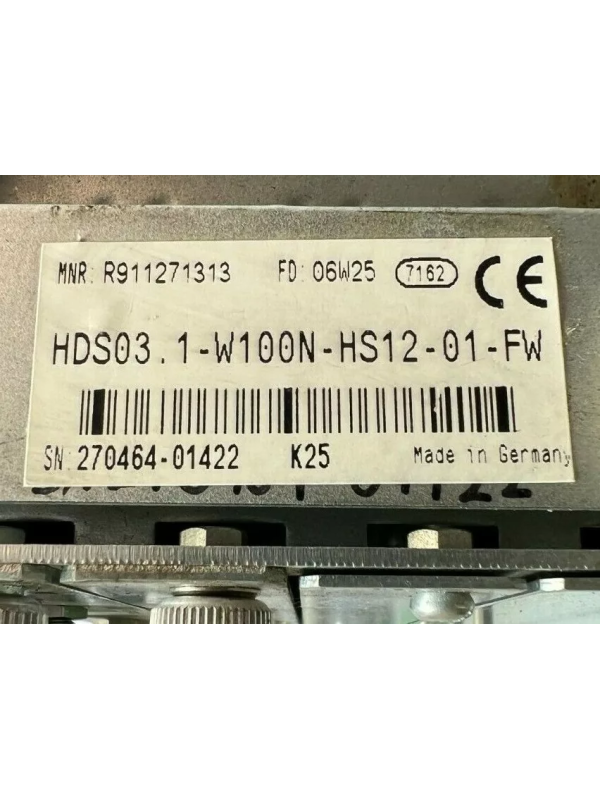 MNR: R911271313 FD: 06W25 7162 CE
HDS03.1-W100N-HS12-01-FW
SN: 270464-01422 K25 Made in Germany